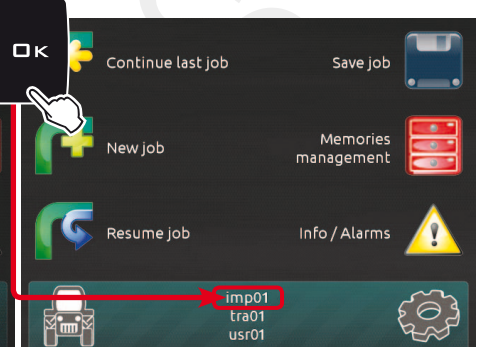 OK
Continue last job
Save job
New job
Memories
management
Resume job
Info / Alarms
imp01
tra01
usr01